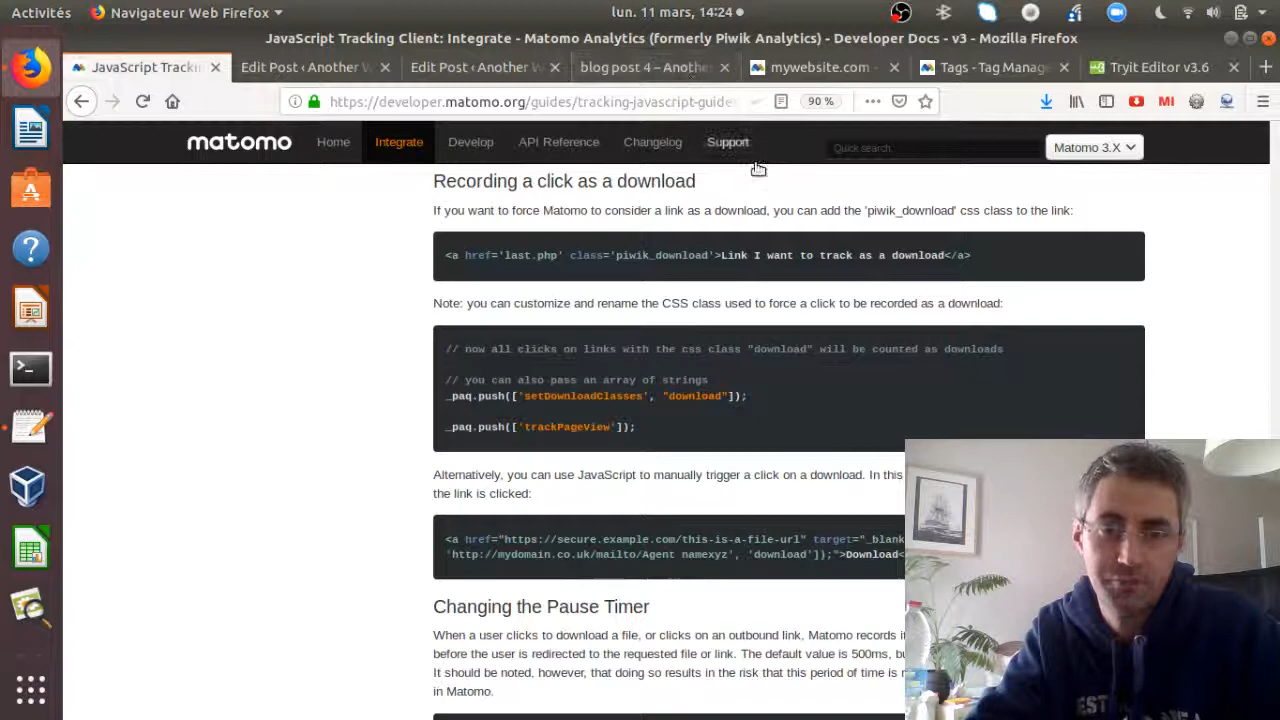 Activités
Navigateur Web Firefox
lun. 11 mars, 14:24
JavaScript Tracking Client: Integrate - Matomo Analytics (formerly Piwik Analytics) - Developer Docs - v3 - Mozilla Firefox
JavaScript Tracki
Edit Post ‹ Another W
Edit Post ‹ Another W
blog post 4 – Anothe
mywebsite.com -
Tags - Tag Manage
Tryit Editor v3.6
https://developer.matomo.org/guides/tracking-javascript-guide
90 %
MI
matomo
Home
Integrate
Develop
API Reference
Changelog
Support
Quick search.
Matomo 3.X
Recording a click as a download
If you want to force Matomo to consider a link as a download, you can add the 'piwik_download' css class to the link:
<a href='last.php' class='piwik_download'>Link I want to track as a download</a>
Note: you can customize and rename the CSS class used to force a click to be recorded as a download:
// now all clicks on links with the css class "download" will be counted as downloads
// you can also pass an array of strings
_paq.push(['setDownloadClasses', "download"]);
_paq.push(['trackPageView']);
Alternatively, you can use JavaScript to manually trigger a click on a download. In this
the link is clicked:
<a href="https://secure.example.com/this-is-a-file-url" target="_blank
'http://mydomain.co.uk/mailto/Agent namexyz', 'download']);">Download<
Changing the Pause Timer
When a user clicks to download a file, or clicks on an outbound link, Matomo records i
before the user is redirected to the requested file or link. The default value is 500ms, bu
It should be noted, however, that doing so results in the risk that this period of time is n
in Matomo.